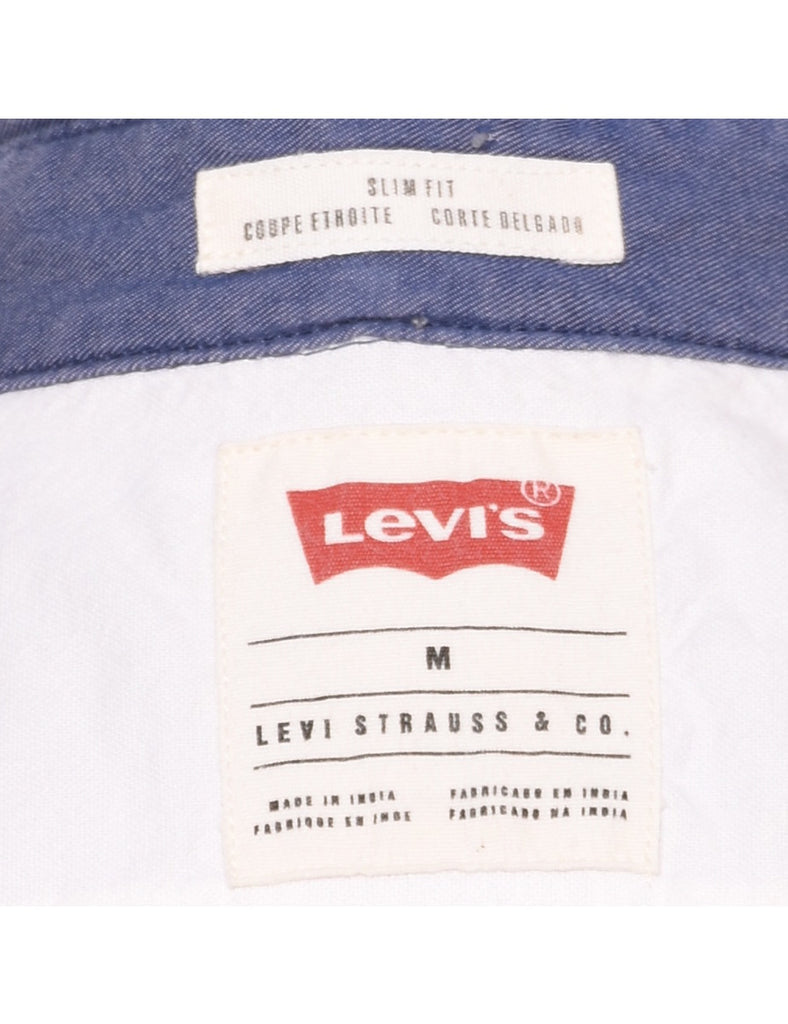 SLIM FIT
COUPE ETROITE CORTE DELGADO
LEVI'S ®
M
LEVI STRAUSS & CO.
MADE IN INDIA FABRICADO EN INDIA
FABRIQUE EN INDE FABRICADO NA INDIA